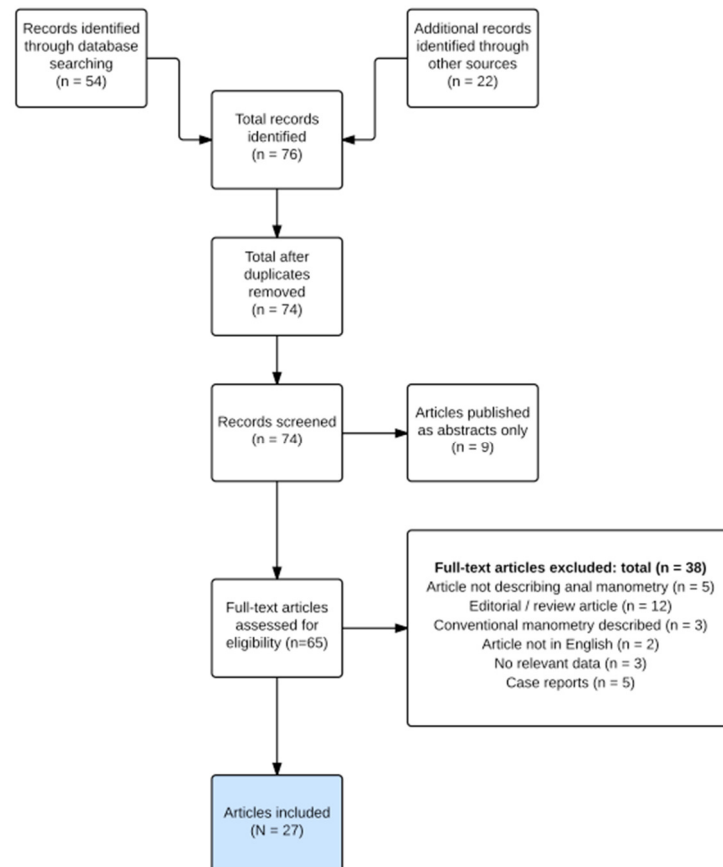 Records identified
through database
searching
(n = 54)
Additional records
identified through
other sources
(n = 22)
Total records
identified
(n = 76)
Total after
duplicates
removed
(n = 74)
Records screened
(n = 74)
Articles published
as abstracts only
(n = 9)
Full-text articles
assessed for
eligibility (n=65)
Full-text articles excluded: total (n = 38)
Article not describing anal manometry (n = 5)
Editorial / review article (n = 12)
Conventional manometry described (n = 3)
Article not in English (n = 2)
No relevant data (n = 3)
Case reports (n = 5)
Articles included
(N = 27)